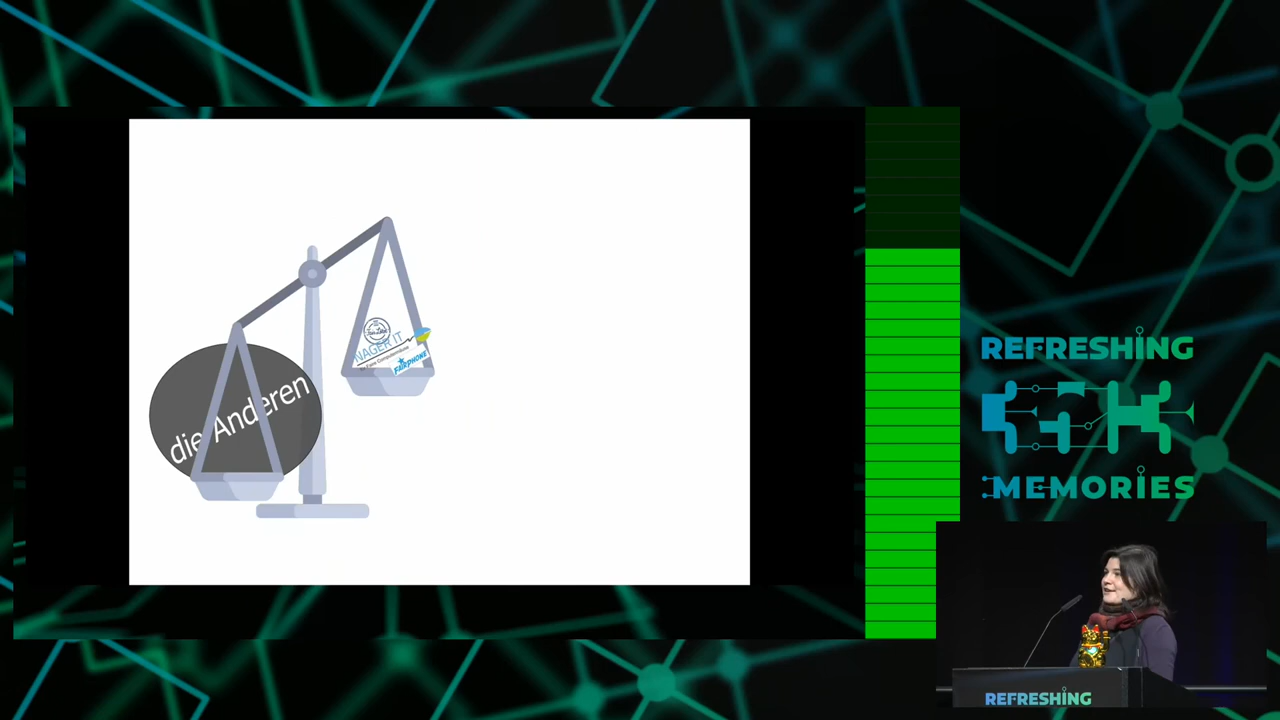 die Anderen
NAGER IT
FAIRPHONE
REFRESHING
MEMORIES
REFRESHING